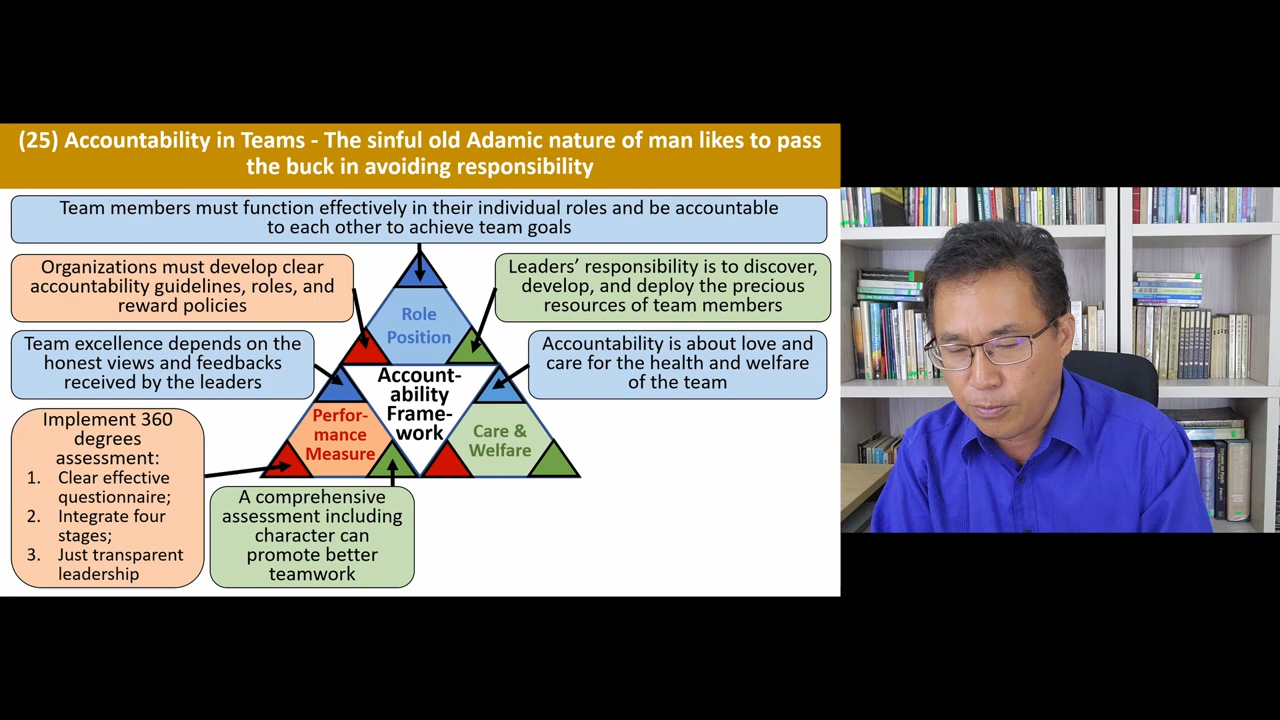 (25) Accountability in Teams - The sinful old Adamic nature of man likes to pass
the buck in avoiding responsibility
Team members must function effectively in their individual roles and be accountable
to each other to achieve team goals
Organizations must develop clear
accountability guidelines, roles, and
reward policies
Leaders’ responsibility is to discover,
develop, and deploy the precious
resources of team members
Role
Position
Team excellence depends on the
honest views and feedbacks
received by the leaders
Accountability is about love and
care for the health and welfare
of the team
Account-
ability
Frame-
work
Perfor-
mance
Measure
Care &
Welfare
Implement 360
degrees
assessment:
1. Clear effective
questionnaire;
2. Integrate four
stages;
3. Just transparent
leadership
A comprehensive
assessment including
character can
promote better
teamwork